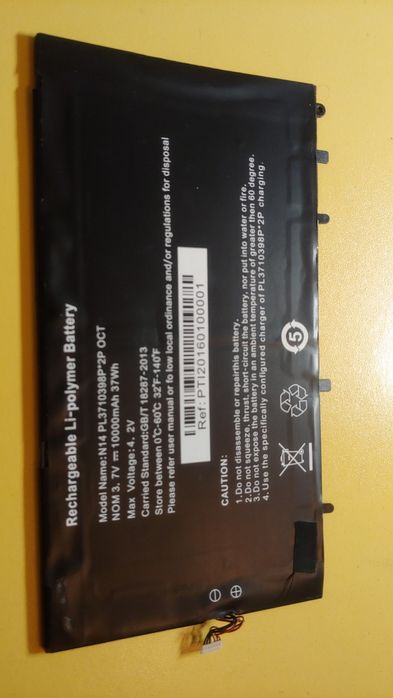 Rechargeable Li-polymer Battery
Model Name:N14 PL3710398P*2P OCT
NOM 3. 7V ⎓ 10000mAh 37Wh
Max Voltage:4. 2V
Carried Standard:GB/T 18287-2013
Store between 0℃-60℃ 32℉-140℉
Please refer user manual or fo low local ordinance and/or regulations for disposal
Ref: PTI20160100001
CAUTION:
1. Do not disassemble or repairthis battery.
2. Do not squeeze, thrust, short-circuit the battery, nor put into water or fire.
3. Do not expose the battery in an ambient temperature of greater then 60 degree.
4. Use the specifically configured charger of PL3710398P*2P charging.
5